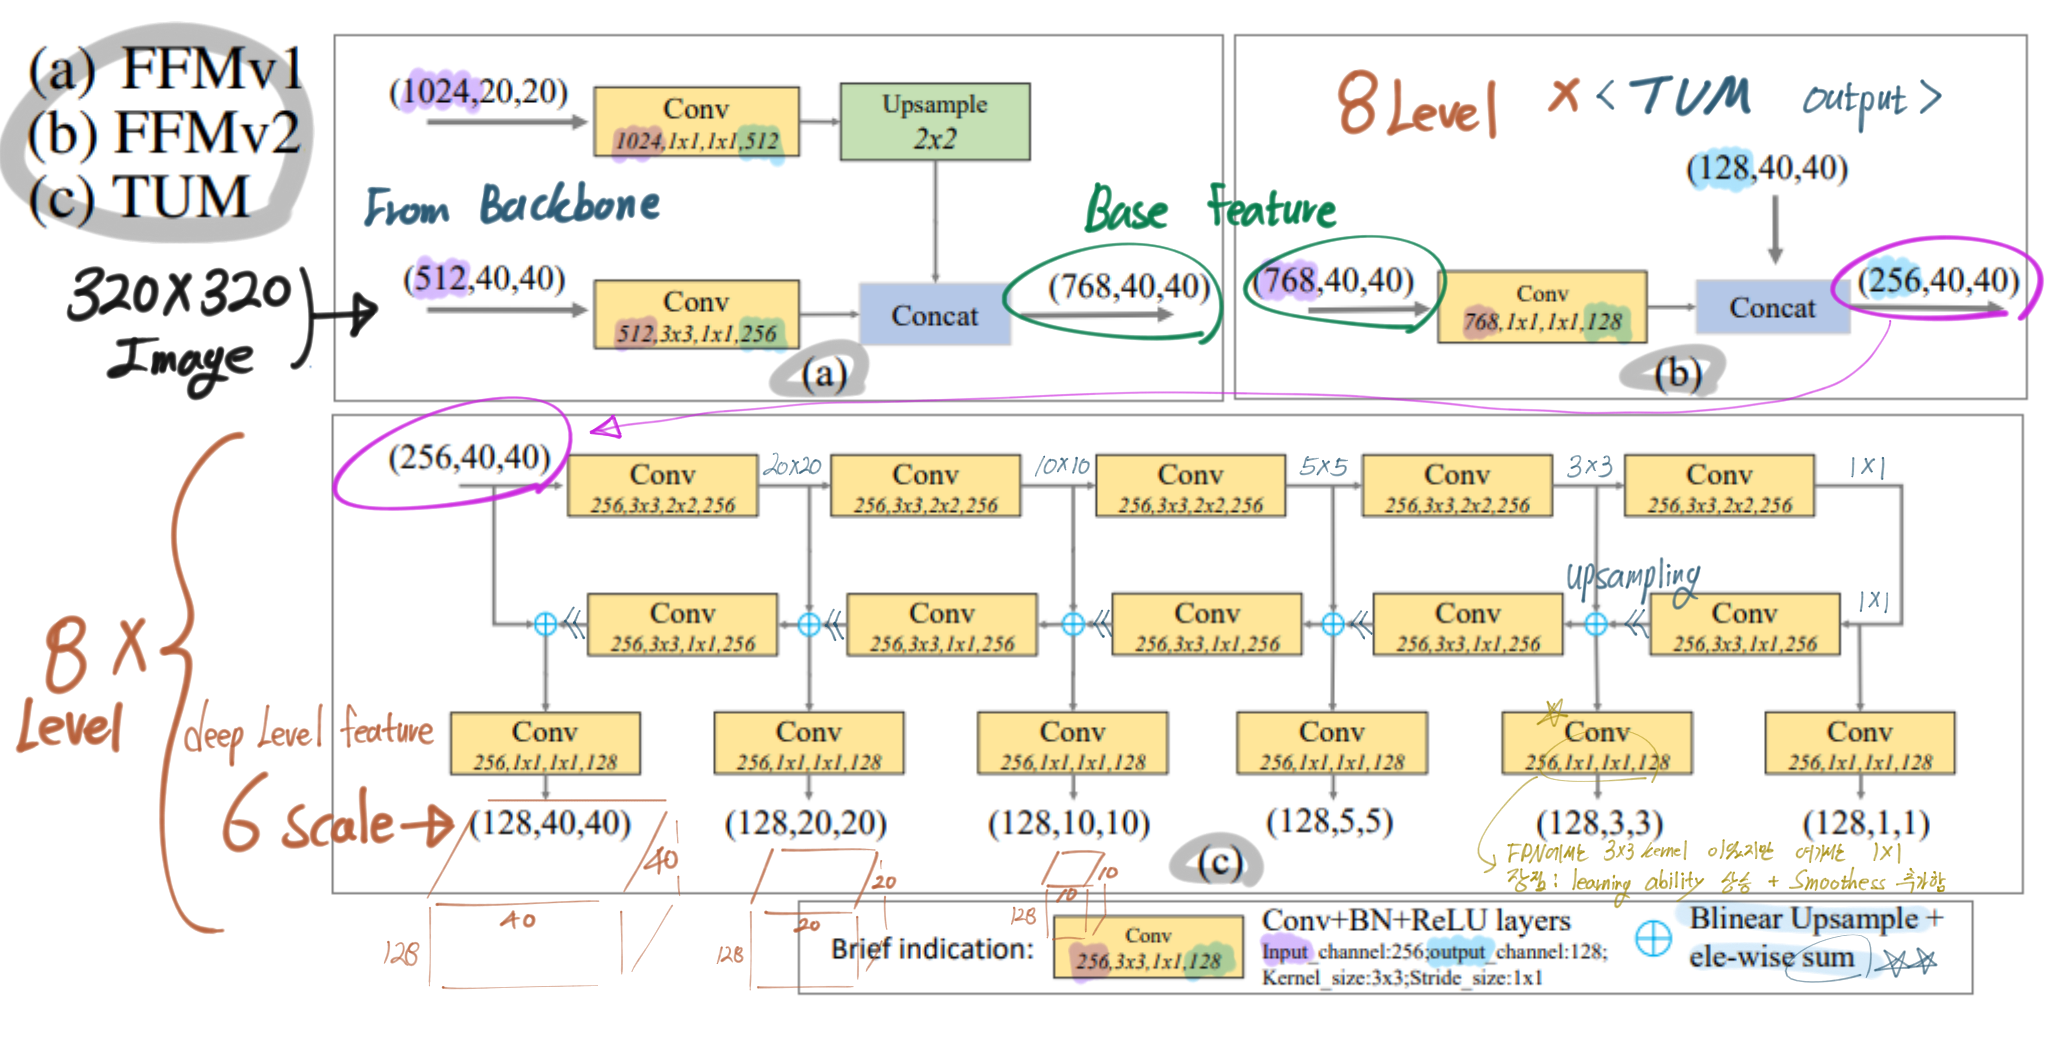 (a) FFMv1
(b) FFMv2
(c) TUM
320X320
Image
(1024,20,20)
Conv
1024,1x1,1x1,512
Upsample
2x2
From Backbone
(512,40,40)
Conv
512,3x3,1x1,256
Concat
Base Feature
(768,40,40)
(a)
8 Level X < TUM output >
(128,40,40)
(768,40,40)
Conv
768,1x1,1x1,128
Concat
(256,40,40)
(b)
(256,40,40)
Conv
256,3x3,2x2,256
20x20
Conv
256,3x3,2x2,256
10x10
Conv
256,3x3,2x2,256
5x5
Conv
256,3x3,2x2,256
3x3
Conv
256,3x3,2x2,256
1x1
Conv
256,3x3,1x1,256
Conv
256,3x3,1x1,256
Conv
256,3x3,1x1,256
Conv
256,3x3,1x1,256
upsampling
Conv
256,3x3,1x1,256
1x1
8 X
Level
deep Level feature
Conv
256,1x1,1x1,128
Conv
256,1x1,1x1,128
Conv
256,1x1,1x1,128
Conv
256,1x1,1x1,128
Conv
256,1x1,1x1,128
Conv
256,1x1,1x1,128
6 scale
(128,40,40)
(128,20,20)
(128,10,10)
(128,5,5)
(128,3,3)
(128,1,1)
40
40
128
20
20
128
10
10
128
(c)
FPN에서는 3x3 kernel 이었지만 여기서는 1x1
장점: learning ability 상승 + Smoothess 추가함
Brief indication:
Conv
256,3x3,1x1,128
Conv+BN+ReLU layers
Input_channel:256;output_channel:128;
Kernel_size:3x3;Stride_size:1x1
Blinear Upsample +
ele-wise sum